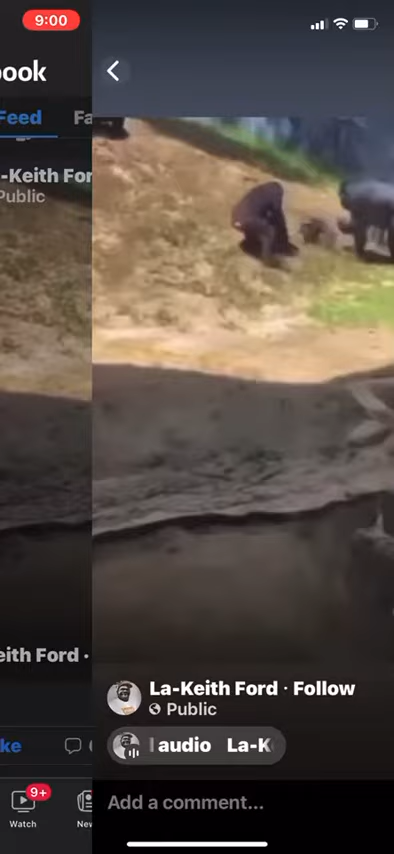 9:00
ook
Feed
Fa
-Keith For
Public
eith Ford ·
ke
9+
Watch
New
La-Keith Ford · Follow
Public
l audio La-K
Add a comment...